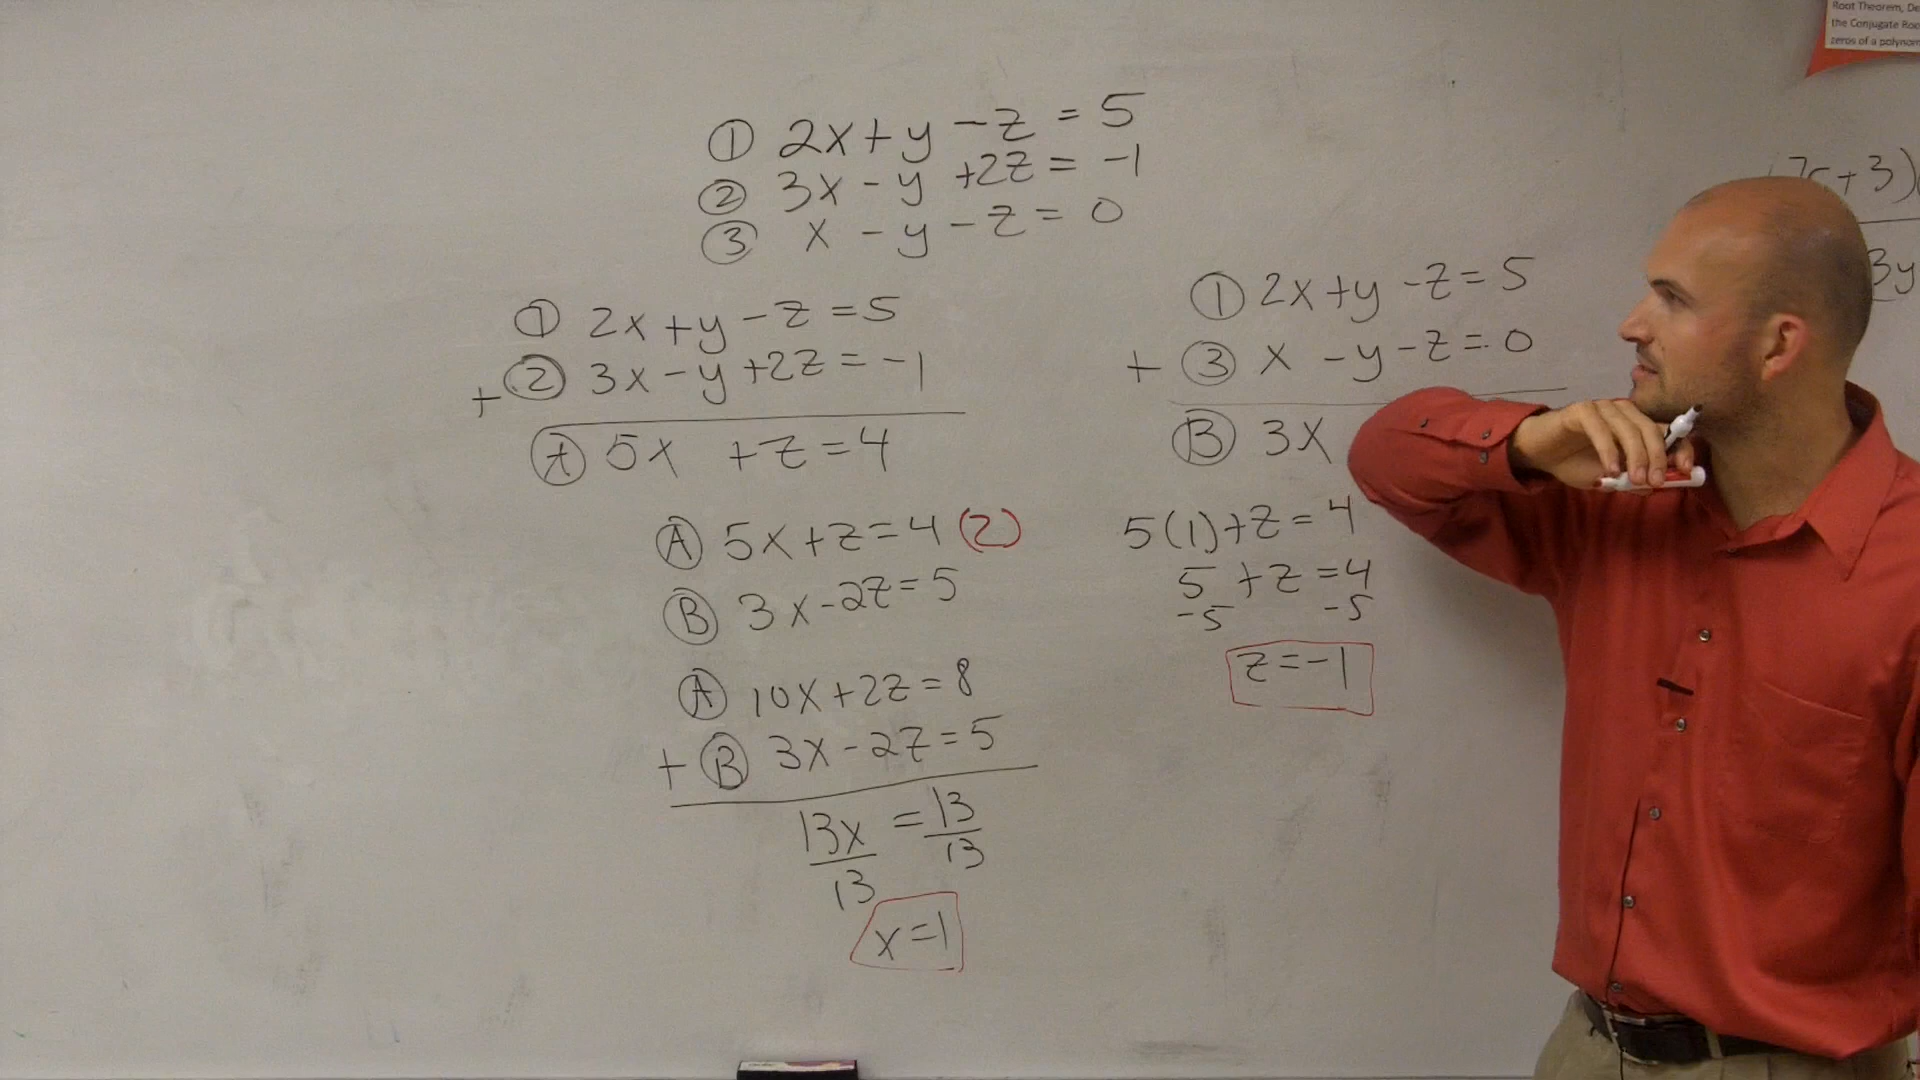 Root Theorem, De
the Conjugate Roo
zeros of a polynom
① 2x+y-z=5
② 3x-y+2z=-1
③ x-y-z=0
① 2x+y-z=5
+ ② 3x-y+2z=-1
Ⓐ 5x +z=4
① 2x+y-z=5
+ ③ x-y-z=0
Ⓑ 3x
Ⓐ 5x+z=4(2)
Ⓑ 3x-2z=5
Ⓐ 10x+2z=8
+ Ⓑ 3x-2z=5
13x = 13
13 13
x=1
5(1)+z=4
5+z=4
-5 -5
z=-1
+3)
3y